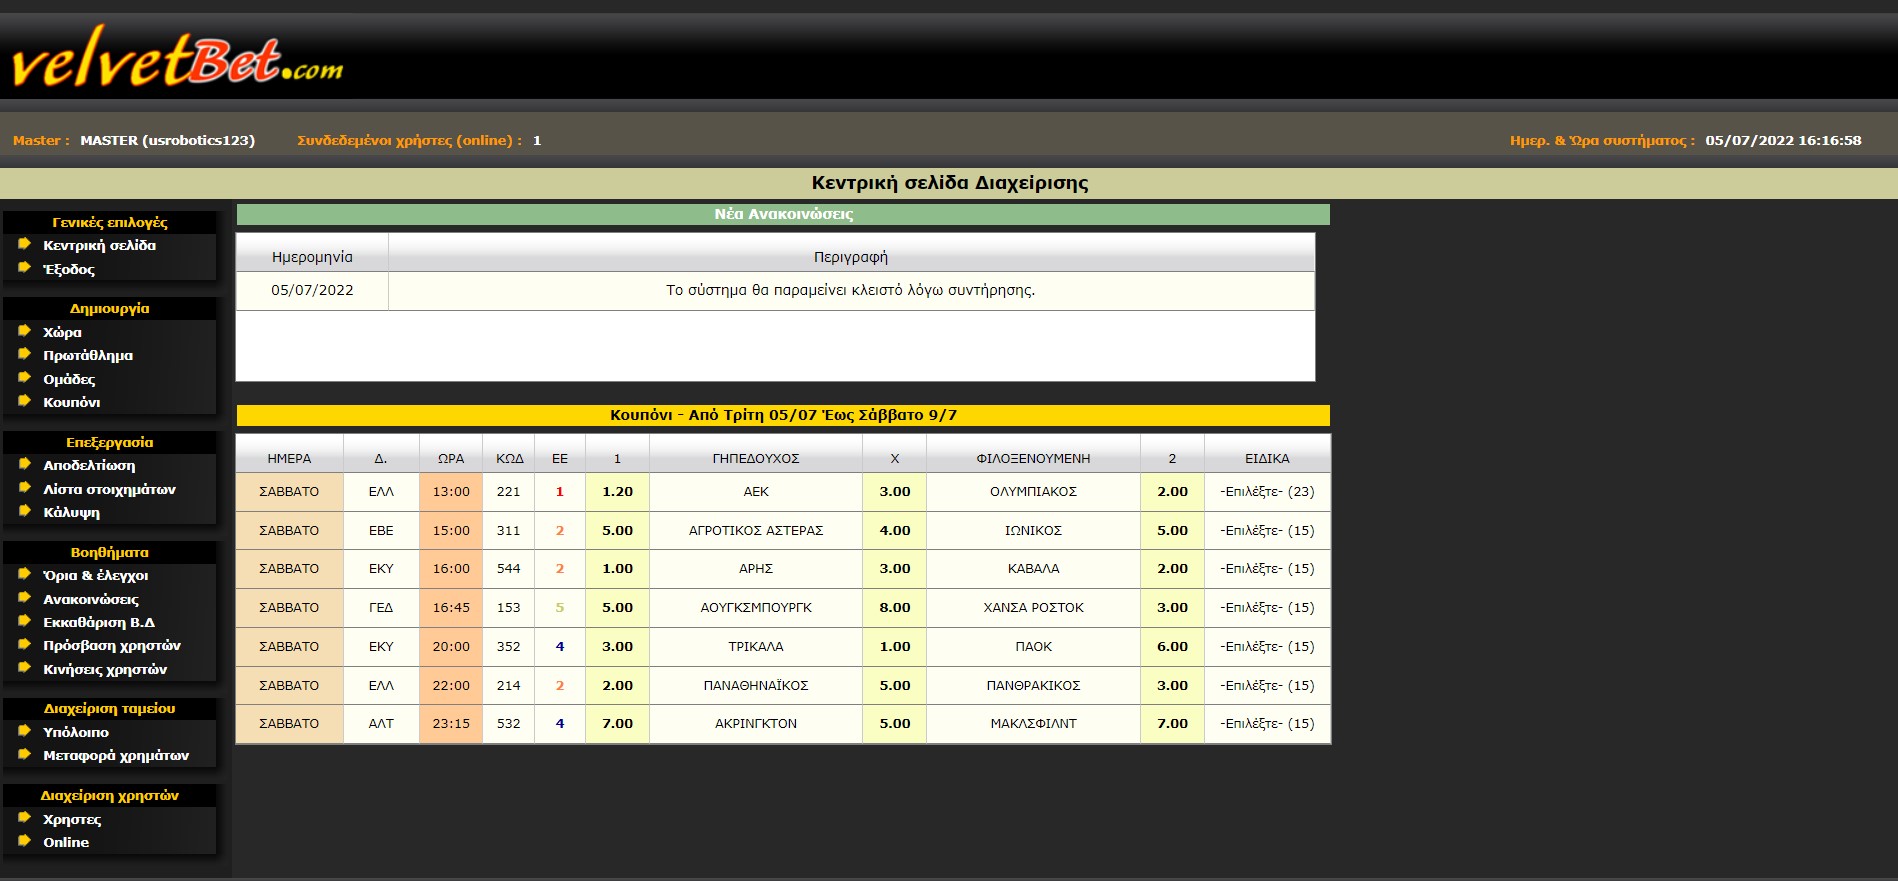 velvetBet.com
Master : MASTER (usrobotics123) Συνδεδεμένοι χρήστες (online) : 1 Ημερ. & Ώρα συστήματος : 05/07/2022 16:16:58
Κεντρική σελίδα Διαχείρισης
Γενικές επιλογές
Κεντρική σελίδα
Έξοδος
Δημιουργία
Χώρα
Πρωτάθλημα
Ομάδες
Κουπόνι
Επεξεργασία
Αποδελτίωση
Λίστα στοιχημάτων
Κάλυψη
Βοηθήματα
Όρια & έλεγχοι
Ανακοινώσεις
Εκκαθάριση Β.Δ
Πρόσβαση χρηστών
Κινήσεις χρηστών
Διαχείριση ταμείου
Υπόλοιπο
Μεταφορά χρημάτων
Διαχείριση χρηστών
Χρηστες
Online
Νέα Ανακοινώσεις
Ημερομηνία Περιγραφή
05/07/2022 Το σύστημα θα παραμείνει κλειστό λόγω συντήρησης.
Κουπόνι - Από Τρίτη 05/07 Έως Σάββατο 9/7
ΗΜΕΡΑ Δ. ΩΡΑ ΚΩΔ ΕΕ 1 ΓΗΠΕΔΟΥΧΟΣ Χ ΦΙΛΟΞΕΝΟΥΜΕΝΗ 2 ΕΙΔΙΚΑ
ΣΑΒΒΑΤΟ ΕΛΛ 13:00 221 1 1.20 ΑΕΚ 3.00 ΟΛΥΜΠΙΑΚΟΣ 2.00 -Επιλέξτε- (23)
ΣΑΒΒΑΤΟ ΕΒΕ 15:00 311 2 5.00 ΑΓΡΟΤΙΚΟΣ ΑΣΤΕΡΑΣ 4.00 ΙΩΝΙΚΟΣ 5.00 -Επιλέξτε- (15)
ΣΑΒΒΑΤΟ ΕΚΥ 16:00 544 2 1.00 ΑΡΗΣ 3.00 ΚΑΒΑΛΑ 2.00 -Επιλέξτε- (15)
ΣΑΒΒΑΤΟ ΓΕΔ 16:45 153 5 5.00 ΑΟΥΓΚΣΜΠΟΥΡΓΚ 8.00 ΧΑΝΣΑ ΡΟΣΤΟΚ 3.00 -Επιλέξτε- (15)
ΣΑΒΒΑΤΟ ΕΚΥ 20:00 352 4 3.00 ΤΡΙΚΑΛΑ 1.00 ΠΑΟΚ 6.00 -Επιλέξτε- (15)
ΣΑΒΒΑΤΟ ΕΛΛ 22:00 214 2 2.00 ΠΑΝΑΘΗΝΑΪΚΟΣ 5.00 ΠΑΝΘΡΑΚΙΚΟΣ 3.00 -Επιλέξτε- (15)
ΣΑΒΒΑΤΟ ΑΛΤ 23:15 532 4 7.00 ΑΚΡΙΝΓΚΤΟΝ 5.00 ΜΑΚΛΣΦΙΛΝΤ 7.00 -Επιλέξτε- (15)